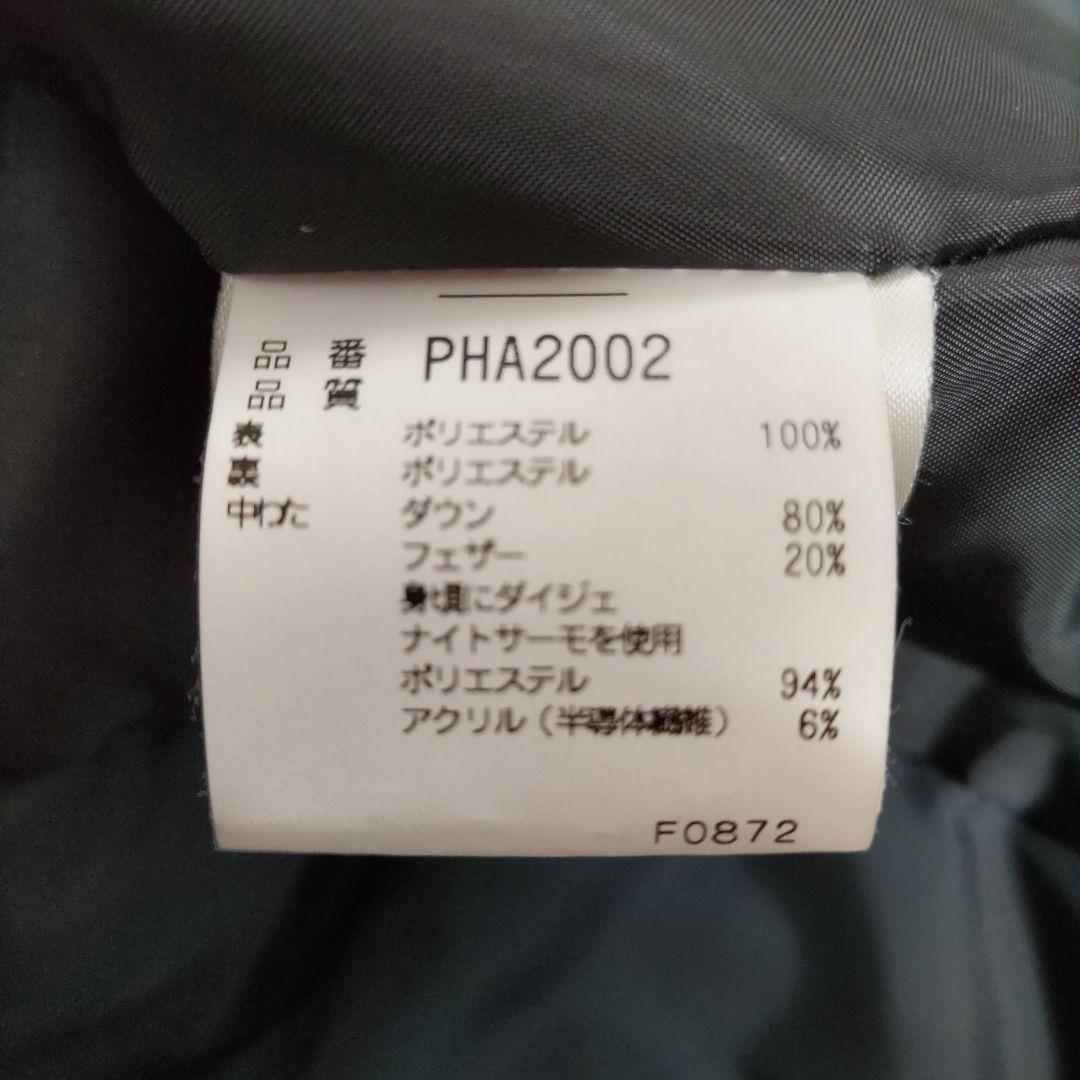 品 番 PHA2002
品 質
表 ポリエステル 100%
裏 ポリエステル
中わた ダウン 80%
フェザー 20%
身頃にダイジェ
ナイトサーモを使用
ポリエステル 94%
アクリル（半導体繊維） 6%
F0872